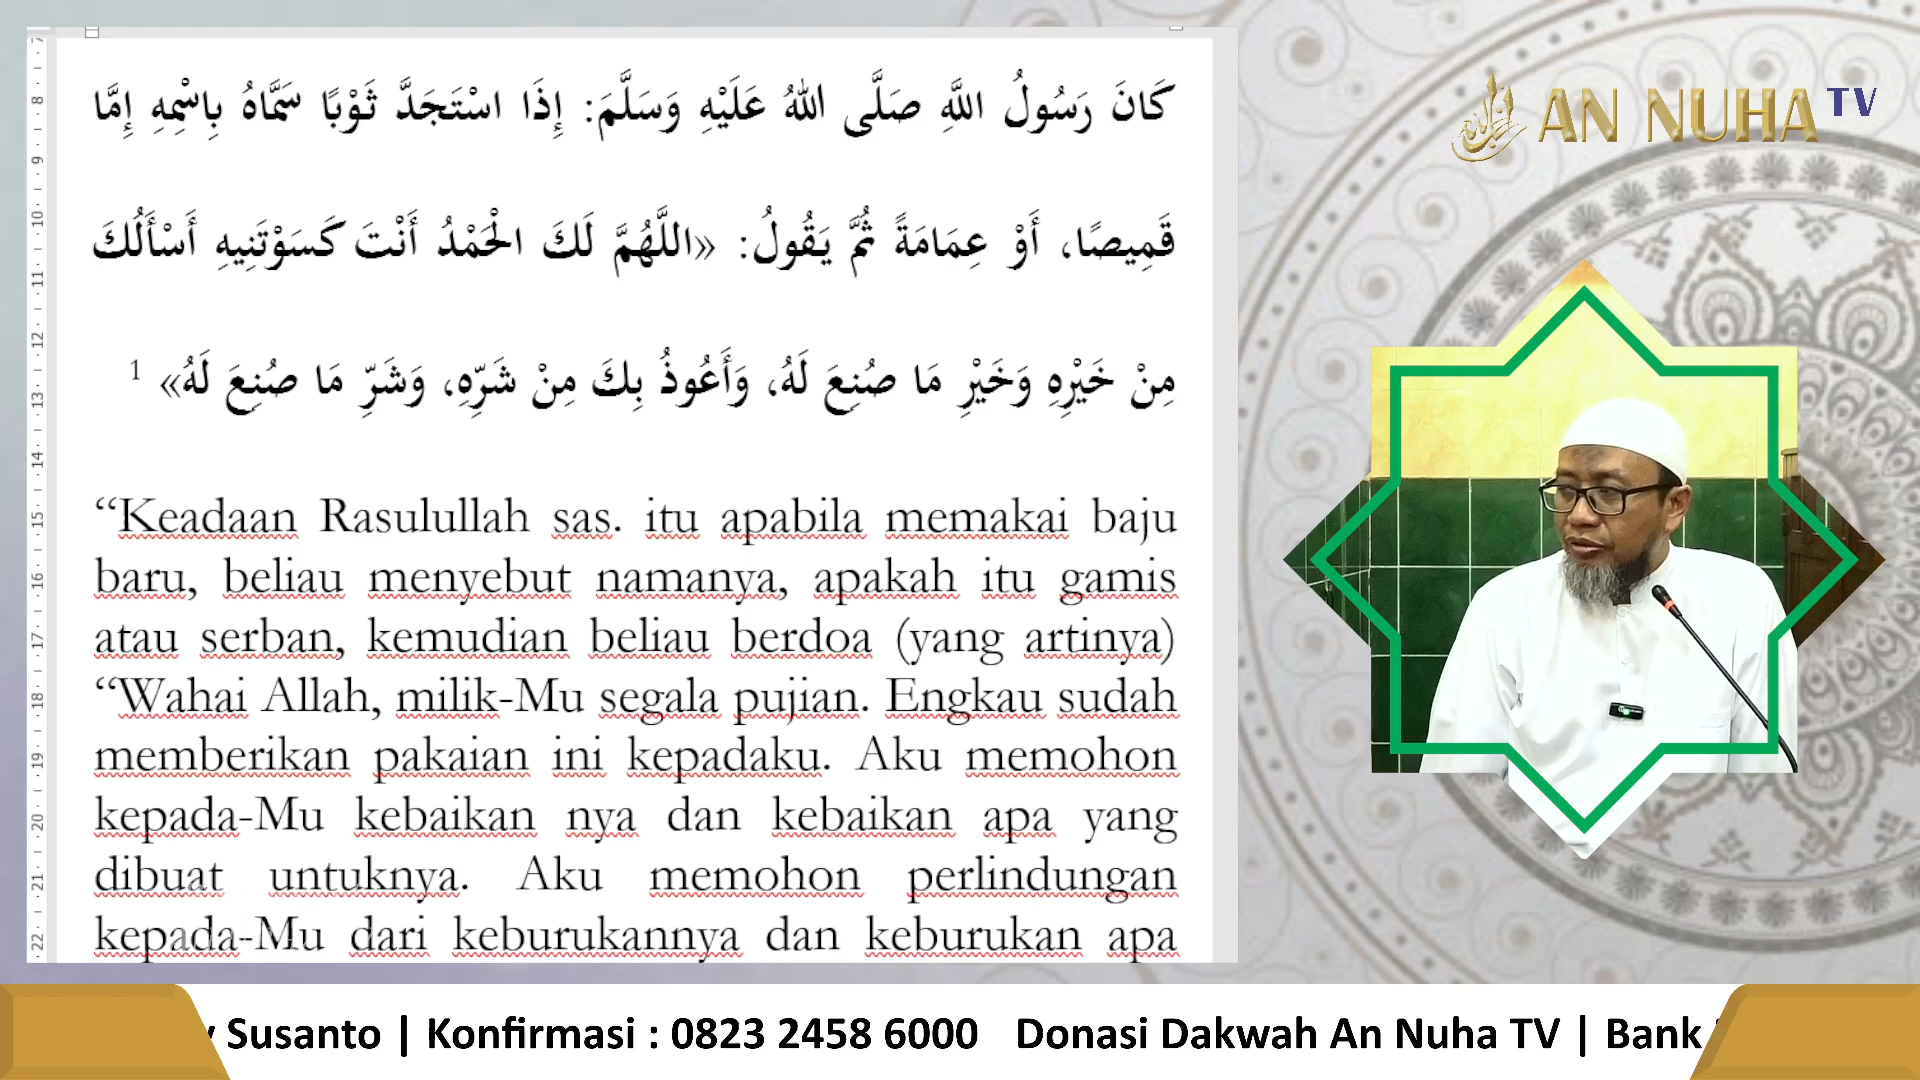 كَانَ رَسُولُ اللَّهِ صَلَّى اللهُ عَلَيْهِ وَسَلَّمَ: إِذَا اسْتَجَدَّ ثَوْبًا سَمَّاهُ بِاسْمِهِ إِمَّا
قَمِيصًا، أَوْ عِمَامَةً ثُمَّ يَقُولُ: «اللَّهُمَّ لَكَ الْحَمْدُ أَنْتَ كَسَوْتَنِيهِ أَسْأَلُكَ
مِنْ خَيْرِهِ وَخَيْرِ مَا صُنِعَ لَهُ، وَأَعُوذُ بِكَ مِنْ شَرِّهِ، وَشَرِّ مَا صُنِعَ لَهُ» 1
“Keadaan Rasulullah sas. itu apabila memakai baju
baru, beliau menyebut namanya, apakah itu gamis
atau serban, kemudian beliau berdoa (yang artinya)
“Wahai Allah, milik-Mu segala pujian. Engkau sudah
memberikan pakaian ini kepadaku. Aku memohon
kepada-Mu kebaikan nya dan kebaikan apa yang
dibuat untuknya. Aku memohon perlindungan
kepada-Mu dari keburukannya dan keburukan apa
AN NUHA TV
Susanto | Konfirmasi : 0823 2458 6000 Donasi Dakwah An Nuha TV | Bank